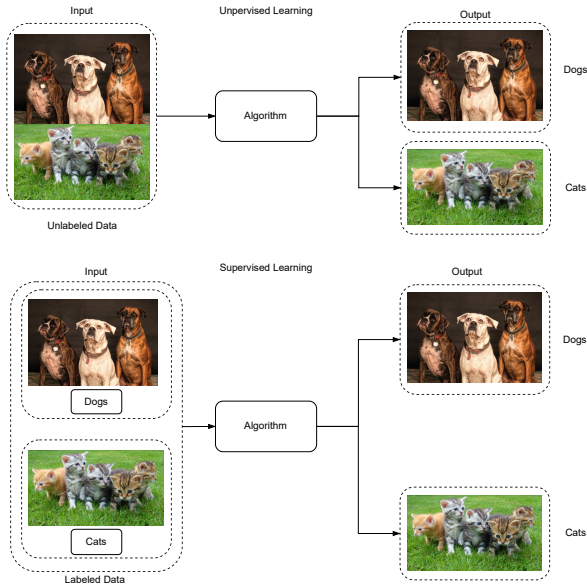 Input
Unpervised Learning
Output
Dogs
Algorithm
Cats
Unlabeled Data
Input
Supervised Learning
Output
Dogs
Dogs
Algorithm
Cats
Cats
Labeled Data